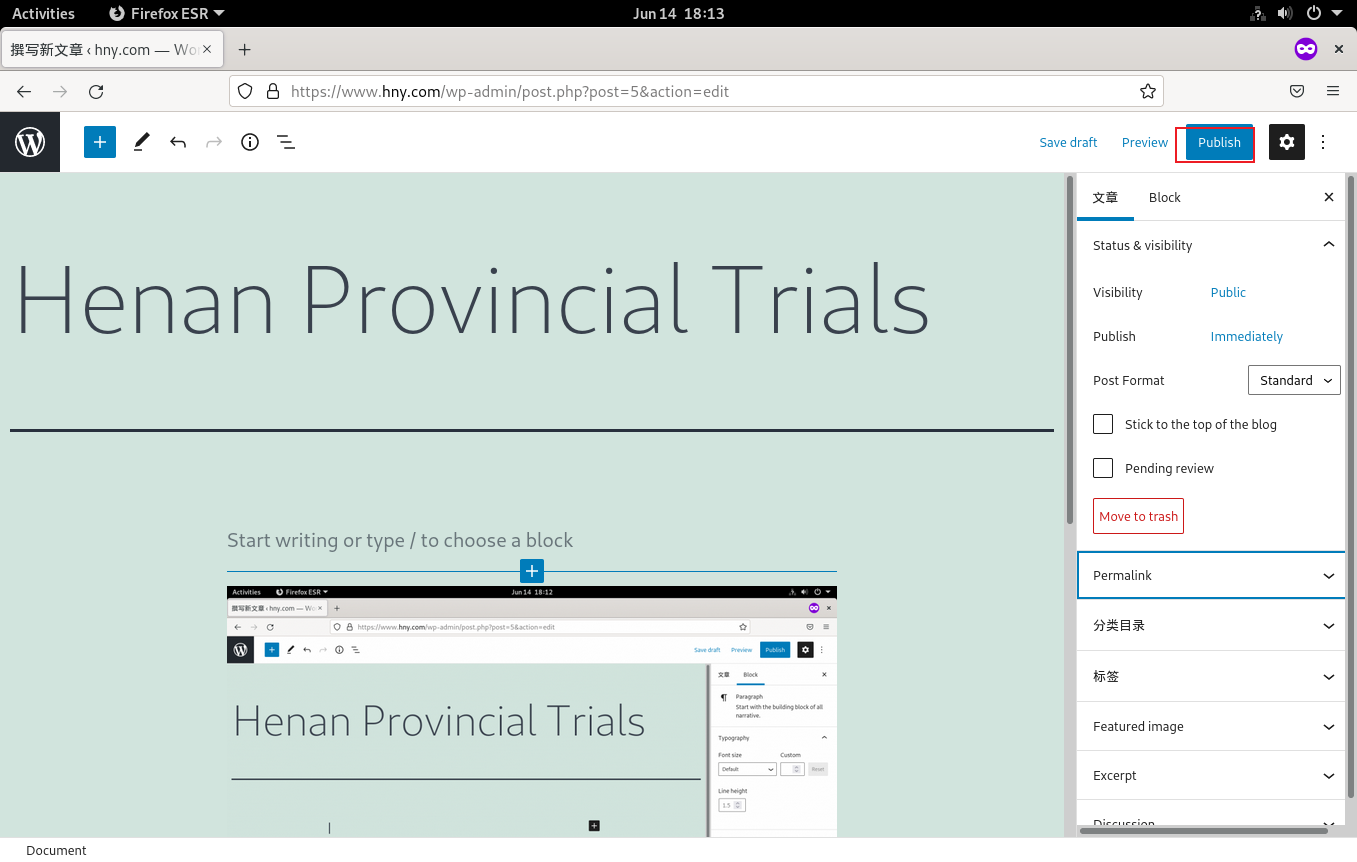 Activities Firefox ESR Jun 14 18:13
撰写新文章 ‹ hny.com — Wo
https://www.hny.com/wp-admin/post.php?post=5&action=edit
Save draft Preview Publish
文章 Block
Status & visibility
Henan Provincial Trials
Visibility Public
Publish Immediately
Post Format Standard
Stick to the top of the blog
Pending review
Move to trash
Start writing or type / to choose a block
Permalink
分类目录
标签
Featured image
Excerpt
Discussion
Activities Firefox ESR Jun 14 18:12
撰写新文章 ‹ hny.com — Wo
https://www.hny.com/wp-admin/post.php?post=5&action=edit
Save draft Preview Publish
文章 Block
Paragraph
Start with the building block of all
narrative.
Henan Provincial Trials
Typography
Font size Custom
Default Reset
Line height
1.5
Document